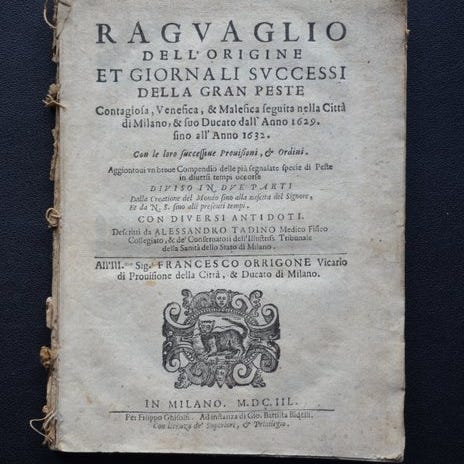 RAGVAGLIO
DELL'ORIGINE
ET GIORNALI SVCCESSI
DELLA GRAN PESTE
Contagiosa, Venefica, & Malefica seguita nella Città
di Milano, & suo Ducato dall'Anno 1629.
sino all'Anno 1632.
Con le loro successiue Prouisioni, & Ordini.
Aggiontoui vn breue Compendio delle più segnalate specie di Peste
in diuersi tempi occorse
DIVISO IN DVE PARTI
Dalla Creatione del Mondo sino alla nascita del Signore,
Et da N. S. sino alli presenti tempi.
CON DIVERSI ANTIDOTI.
Descritti da ALESSANDRO TADINO Medico Fisico
Collegiato, & de' Conseruatori dell'Illustriss. Tribunale
della Sanità dello Stato di Milano.
All'Ill.mo Sig. FRANCESCO ORRIGONE Vicario
di Prouisione della Città, & Ducato di Milano.
IN MILANO. M.DC.IIL.
Per Filippo Ghisolfi. Ad instanza di Gio. Battista Bidelli.
Con licenza de' Superiori, & Priuilegio.